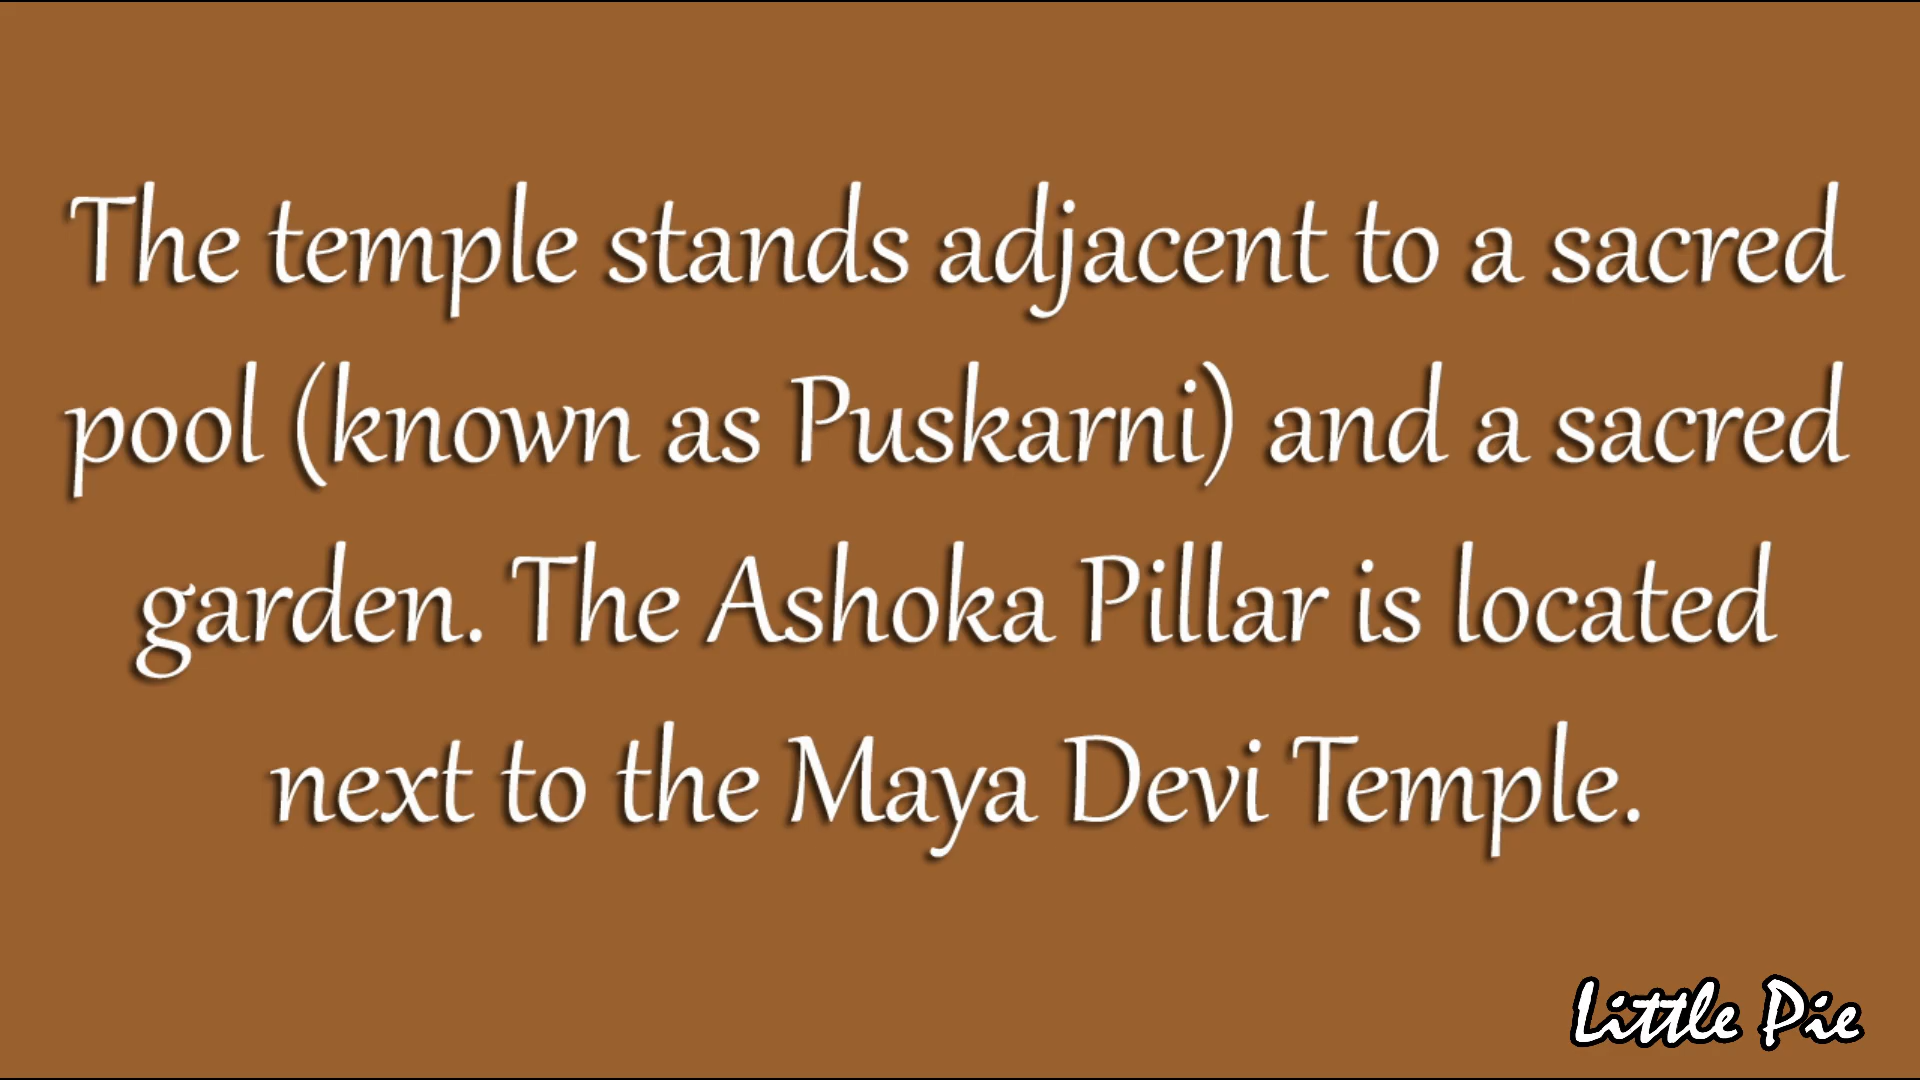 The temple stands adjacent to a sacred
pool (known as Puskarni) and a sacred
garden. The Ashoka Pillar is located
next to the Maya Devi Temple.
Little Pie